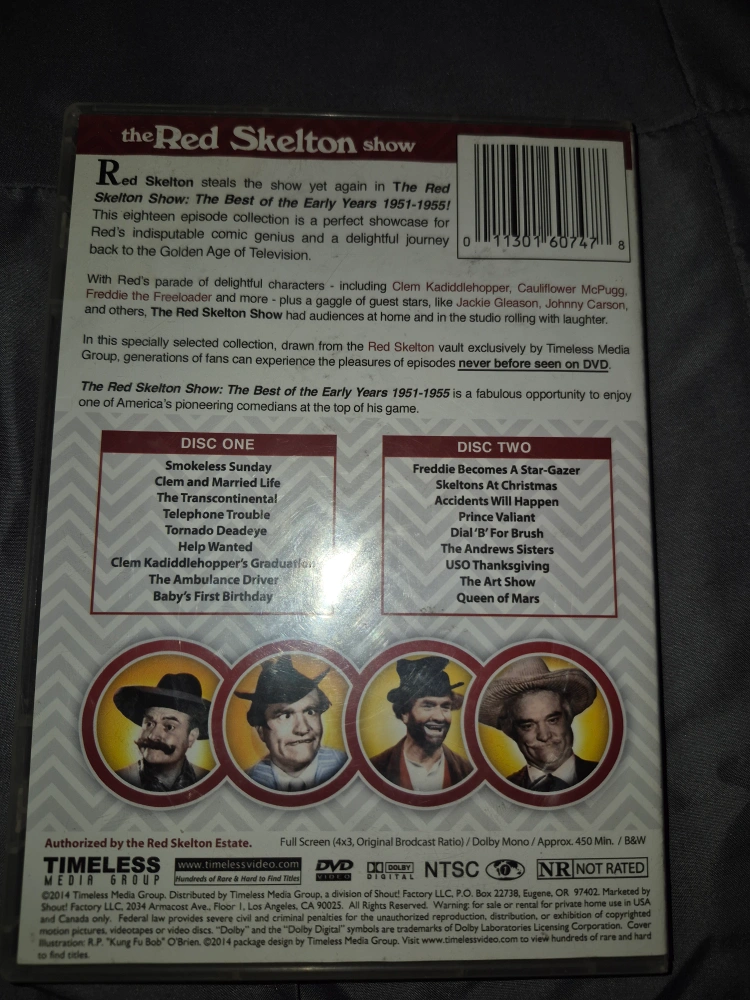 the Red Skelton show
Red Skelton steals the show yet again in The Red
Skelton Show: The Best of the Early Years 1951-1955!
This eighteen episode collection is a perfect showcase for
Red's indisputable comic genius and a delightful journey
back to the Golden Age of Television.
0 11301 60747 8
With Red's parade of delightful characters - including Clem Kadiddlehopper, Cauliflower McPugg,
Freddie the Freeloader and more - plus a gaggle of guest stars, like Jackie Gleason, Johnny Carson,
and others, The Red Skelton Show had audiences at home and in the studio rolling with laughter.
In this specially selected collection, drawn from the Red Skelton vault exclusively by Timeless Media
Group, generations of fans can experience the pleasures of episodes never before seen on DVD.
The Red Skelton Show: The Best of the Early Years 1951-1955 is a fabulous opportunity to enjoy
one of America's pioneering comedians at the top of his game.
DISC ONE
Smokeless Sunday
Clem and Married Life
The Transcontinental
Telephone Trouble
Tornado Deadeye
Help Wanted
Clem Kadiddlehopper's Graduation
The Ambulance Driver
Baby's First Birthday
DISC TWO
Freddie Becomes A Star-Gazer
Skeltons At Christmas
Accidents Will Happen
Prince Valiant
Dial 'B' For Brush
The Andrews Sisters
USO Thanksgiving
The Art Show
Queen of Mars
Authorized by the Red Skelton Estate.
Full Screen (4x3, Original Brodcast Ratio) / Dolby Mono / Approx. 450 Min. / B&W
TIMELESS
MEDIA GROUP
www.timelessvideo.com
Hundreds of Rare & Hard to Find Titles
DVD
VIDEO
DOLBY
DIGITAL
NTSC
1
NR NOT RATED
©2014 Timeless Media Group. Distributed by Timeless Media Group, a division of Shout! Factory LLC, P.O. Box 22738, Eugene, OR 97402. Marketed by
Shout! Factory LLC, 2034 Armacost Ave., Floor 1, Los Angeles, CA 90025. All Rights Reserved. Warning: for sale or rental for private home use in USA
and Canada only. Federal law provides severe civil and criminal penalties for the unauthorized reproduction, distribution, or exhibition of copyrighted
motion pictures, videotapes or video discs. "Dolby" and the "Dolby Digital" symbols are trademarks of Dolby Laboratories Licensing Corporation. Cover
Illustration: R.P. "Kung Fu Bob" O'Brien. ©2014 package design by Timeless Media Group. Visit www.timelessvideo.com to view hundreds of rare and hard
to find titles.